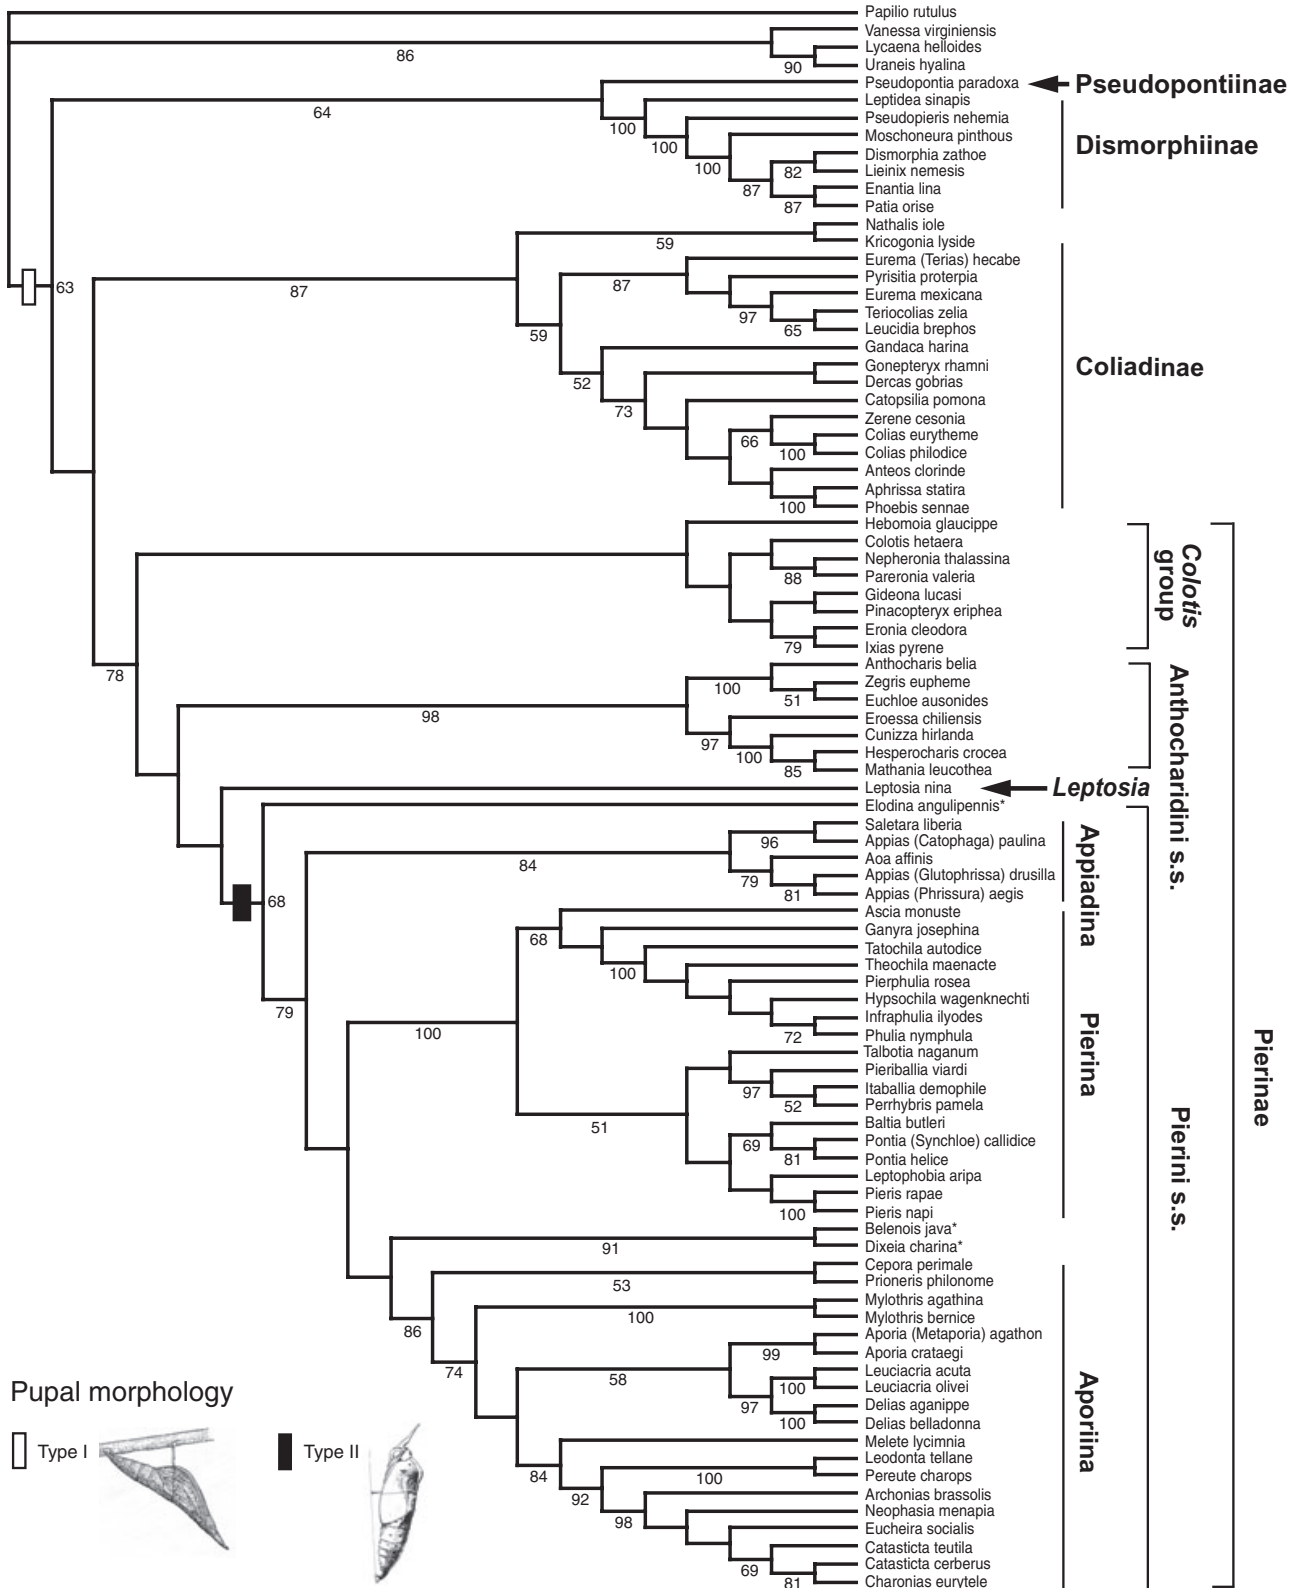 Papilio rutulus
Vanessa virginiensis
Lycaena helloides
86
Uraneis hyalina
90
Pseudopontia paradoxa
Pseudopontiinae
Leptidea sinapis
64
Pseudopieris nehemia
100
Moschoneura pinthous
100
Dismorphiinae
Dismorphia zathoe
100
82
Lieinix nemesis
87
Enantia lina
87
Patia orise
Nathalis iole
59
Kricogonia lyside
Eurema (Terias) hecabe
63
87
87
Pyrisitia proterpia
Eurema mexicana
97
Teriocolias zelia
59
65
Leucidia brephos
Gandaca harina
Gonepteryx rhamni
Coliadinae
52
Dercas gobrias
73
Catopsilia pomona
Zerene cesonia
66
Colias eurytheme
100
Colias philodice
Anteos clorinde
Aphrissa statira
100
Phoebis sennae
Hebomoia glaucippe
Colotis hetaera
Nepheronia thalassina
88
Pareronia valeria
Colotis
group
Gideona lucasi
Pinacopteryx eriphea
Eronia cleodora
79
Ixias pyrene
78
Anthocharis belia
100
Zegris eupheme
51
Euchloe ausonides
98
Eroessa chiliensis
97
Cunizza hirlanda
100
Hesperocharis crocea
85
Mathania leucothea
Anthocharidini s.s.
Leptosia nina
Leptosia
Elodina angulipennis*
Saletara liberia
96
Appias (Catophaga) paulina
84
Aoa affinis
79
Appias (Glutophrissa) drusilla
81
Appias (Phrissura) aegis
Appiadina
68
Ascia monuste
68
Ganyra josephina
Tatochila autodice
100
Theochila maenacte
Pierphulia rosea
79
Hypsochila wagenknechti
100
Infraphulia ilyodes
72
Phulia nymphula
Pierina
Talbotia naganum
Pieriballia viardi
97
Itaballia demophile
52
Perrhybris pamela
51
Baltia butleri
69
Pontia (Synchloe) callidice
81
Pontia helice
Leptophobia aripa
Pieris rapae
100
Pieris napi
Pierini s.s.
Pierinae
Belenois java*
91
Dixeia charina*
Cepora perimale
53
Prioneris philonome
Mylothris agathina
100
Mylothris bernice
86
Aporia (Metaporia) agathon
99
Aporia crataegi
74
58
Leuciacria acuta
100
Leuciacria olivei
97
Delias aganippe
100
Delias belladonna
Aporiina
Melete lycimnia
84
Leodonta tellane
100
Pereute charops
92
Archonias brassolis
98
Neophasia menapia
Eucheira socialis
Catasticta teutila
69
Catasticta cerberus
81
Charonias eurytele
Pupal morphology
Type I
Type II